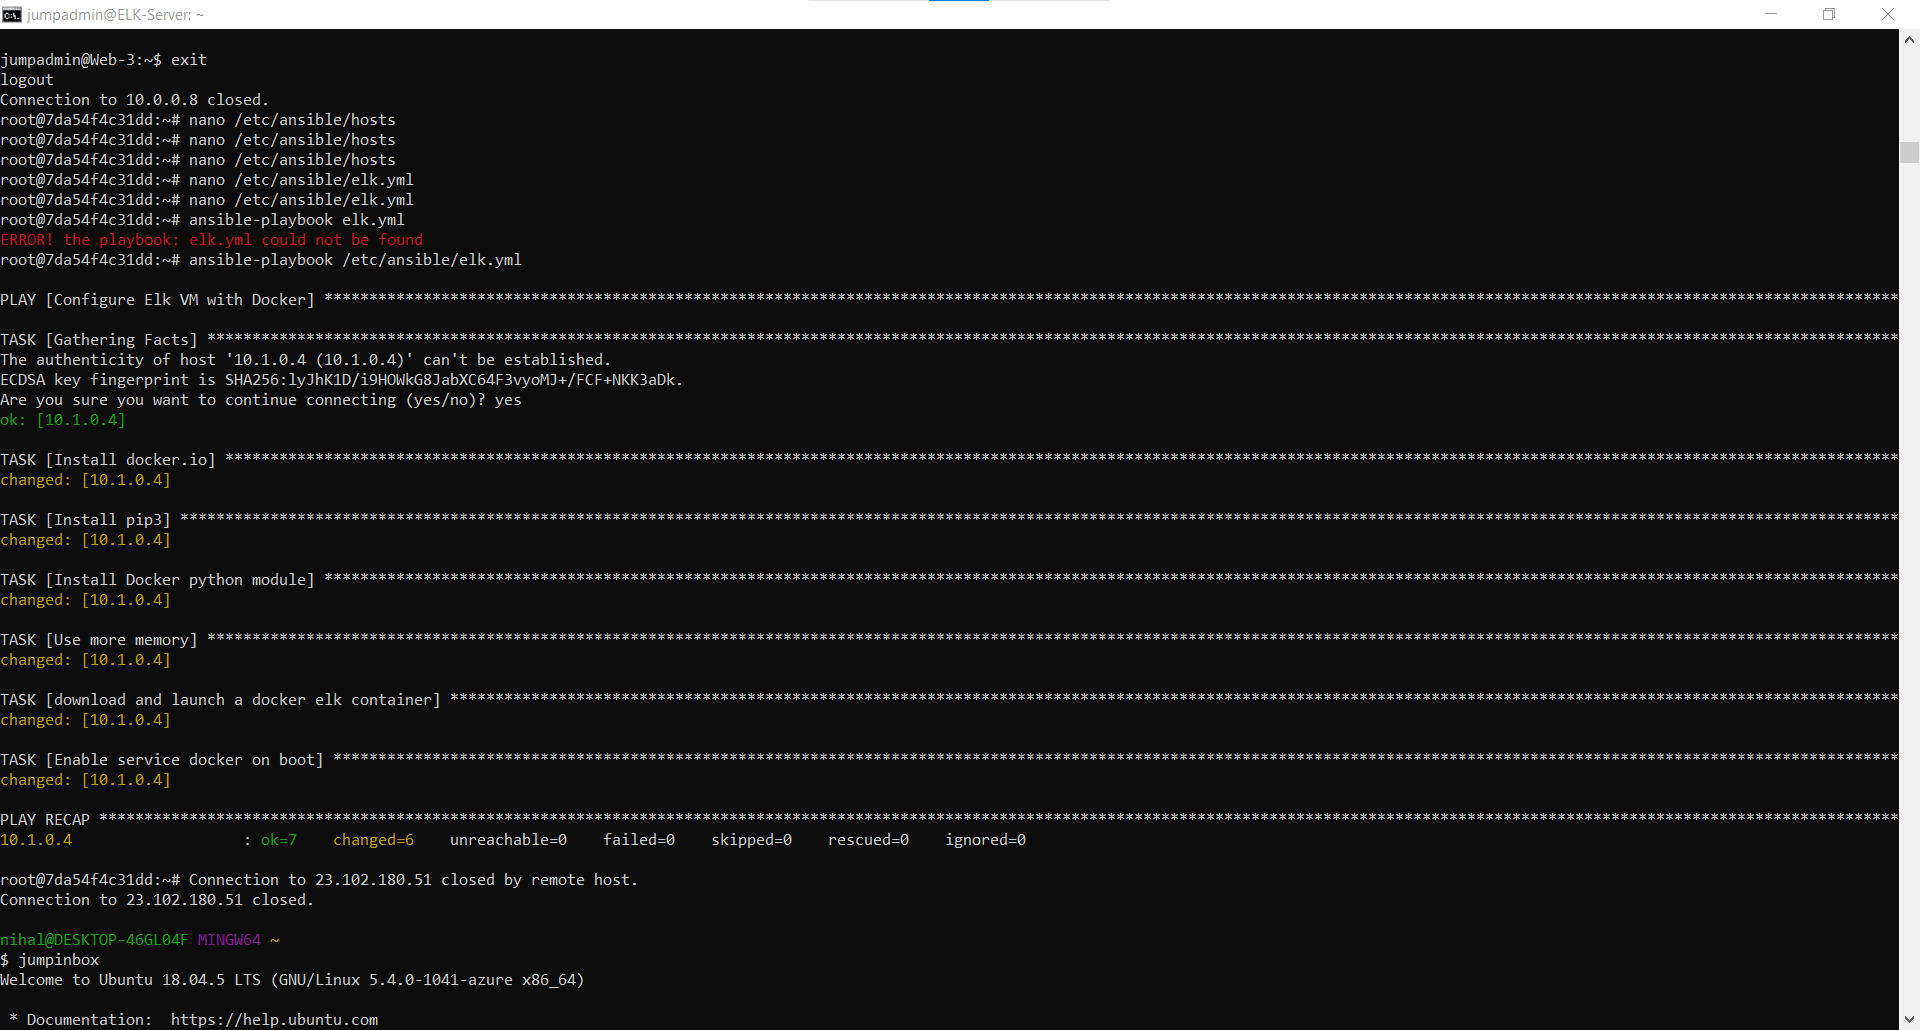 jumpadmin@ELK-Server: ~
jumpadmin@Web-3:~$ exit
logout
Connection to 10.0.0.8 closed.
root@7da54f4c31dd:~# nano /etc/ansible/hosts
root@7da54f4c31dd:~# nano /etc/ansible/hosts
root@7da54f4c31dd:~# nano /etc/ansible/hosts
root@7da54f4c31dd:~# nano /etc/ansible/elk.yml
root@7da54f4c31dd:~# nano /etc/ansible/elk.yml
root@7da54f4c31dd:~# ansible-playbook elk.yml
ERROR! the playbook: elk.yml could not be found
root@7da54f4c31dd:~# ansible-playbook /etc/ansible/elk.yml
PLAY [Configure Elk VM with Docker] *******************************************************************************************************************************************************************************
TASK [Gathering Facts] ********************************************************************************************************************************************************************************************
The authenticity of host '10.1.0.4 (10.1.0.4)' can't be established.
ECDSA key fingerprint is SHA256:lyJhK1D/i9HOWkG8JabXC64F3vyoMJ+/FCF+NKK3aDk.
Are you sure you want to continue connecting (yes/no)? yes
ok: [10.1.0.4]
TASK [Install docker.io] ******************************************************************************************************************************************************************************************
changed: [10.1.0.4]
TASK [Install pip3] ***********************************************************************************************************************************************************************************************
changed: [10.1.0.4]
TASK [Install Docker python module] *******************************************************************************************************************************************************************************
changed: [10.1.0.4]
TASK [Use more memory] ********************************************************************************************************************************************************************************************
changed: [10.1.0.4]
TASK [download and launch a docker elk container] *****************************************************************************************************************************************************************
changed: [10.1.0.4]
TASK [Enable service docker on boot] ******************************************************************************************************************************************************************************
changed: [10.1.0.4]
PLAY RECAP ********************************************************************************************************************************************************************************************************
10.1.0.4                   : ok=7    changed=6    unreachable=0    failed=0    skipped=0    rescued=0    ignored=0
root@7da54f4c31dd:~# Connection to 23.102.180.51 closed by remote host.
Connection to 23.102.180.51 closed.
nihal@DESKTOP-46GL04F MINGW64 ~
$ jumpinbox
Welcome to Ubuntu 18.04.5 LTS (GNU/Linux 5.4.0-1041-azure x86_64)
 * Documentation:  https://help.ubuntu.com